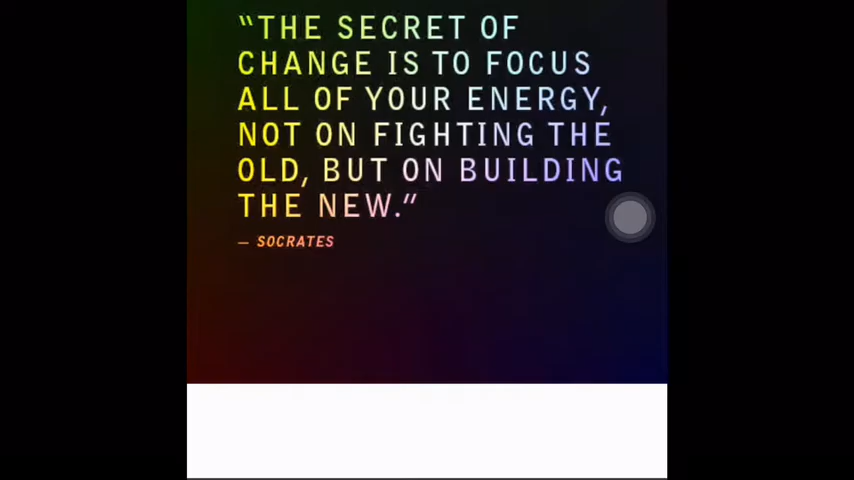 “THE SECRET OF
CHANGE IS TO FOCUS
ALL OF YOUR ENERGY,
NOT ON FIGHTING THE
OLD, BUT ON BUILDING
THE NEW.”
— SOCRATES